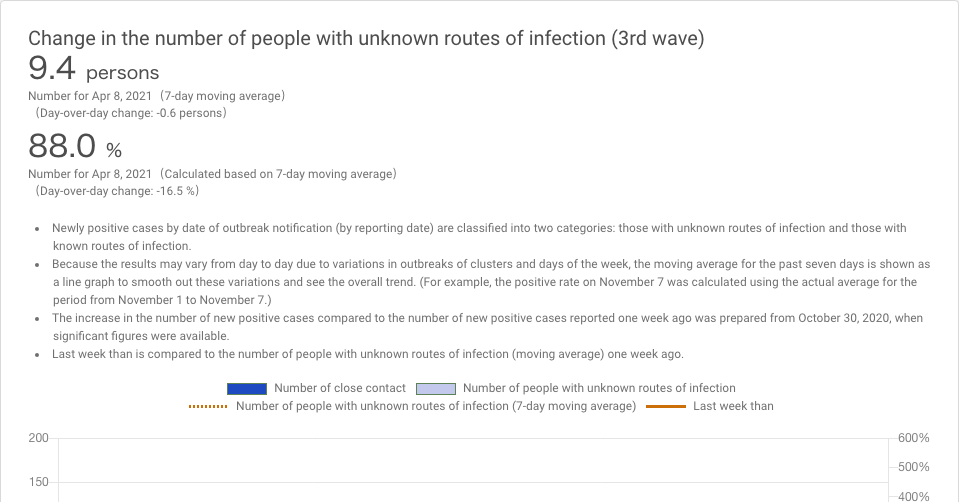 Change in the number of people with unknown routes of infection (3rd wave)
9.4 persons
Number for Apr 8, 2021（7-day moving average）
（Day-over-day change: -0.6 persons）
88.0 %
Number for Apr 8, 2021（Calculated based on 7-day moving average）
（Day-over-day change: -16.5 %）
• Newly positive cases by date of outbreak notification (by reporting date) are classified into two categories: those with unknown routes of infection and those with
known routes of infection.
• Because the results may vary from day to day due to variations in outbreaks of clusters and days of the week, the moving average for the past seven days is shown as
a line graph to smooth out these variations and see the overall trend. (For example, the positive rate on November 7 was calculated using the actual average for the
period from November 1 to November 7.)
• The increase in the number of new positive cases compared to the number of new positive cases reported one week ago was prepared from October 30, 2020, when
significant figures were available.
• Last week than is compared to the number of people with unknown routes of infection (moving average) one week ago.
Number of close contact Number of people with unknown routes of infection
Number of people with unknown routes of infection (7-day moving average) Last week than
200 600%
500%
150
400%